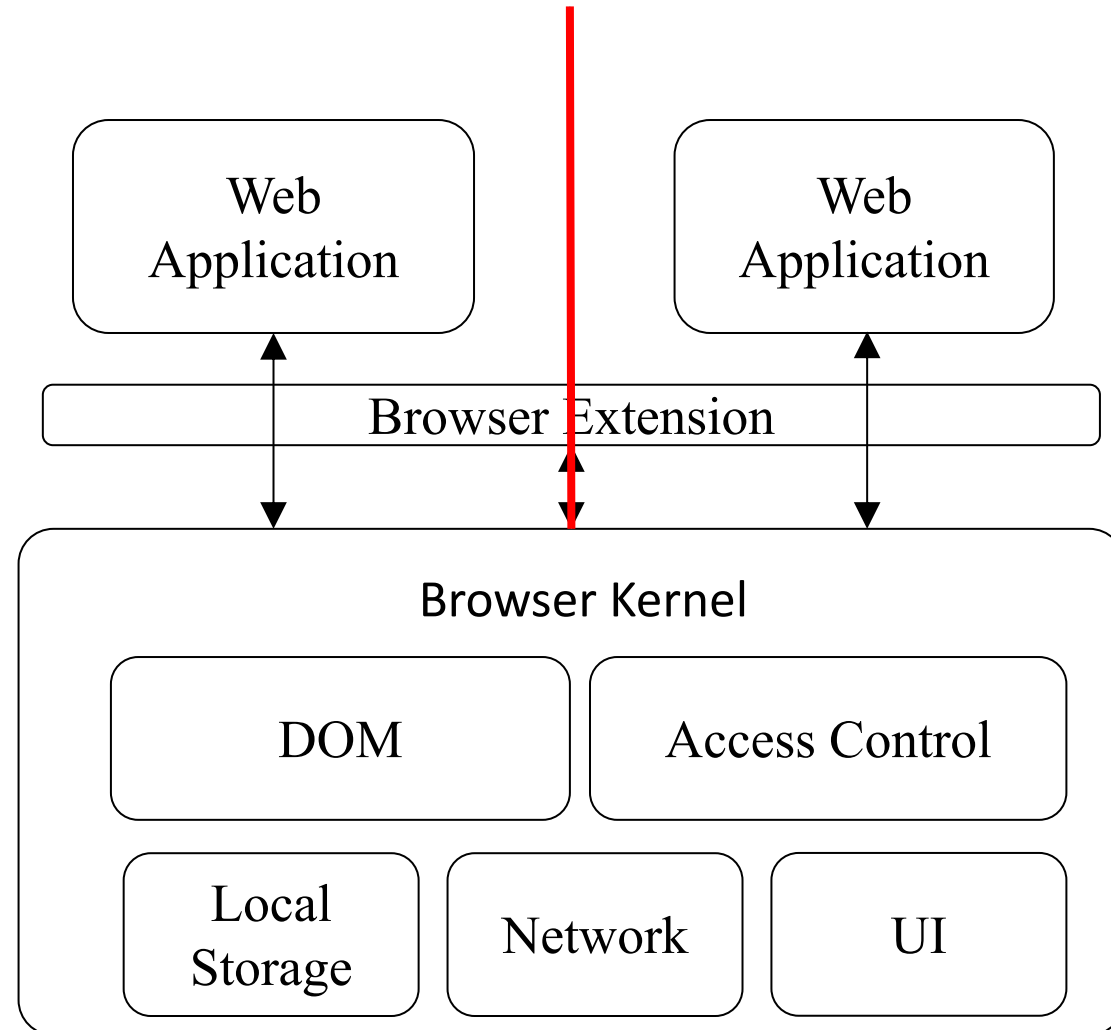 Web
Application
Web
Application
Browser Extension
Browser Kernel
DOM
Access Control
Local
Storage
Network
UI